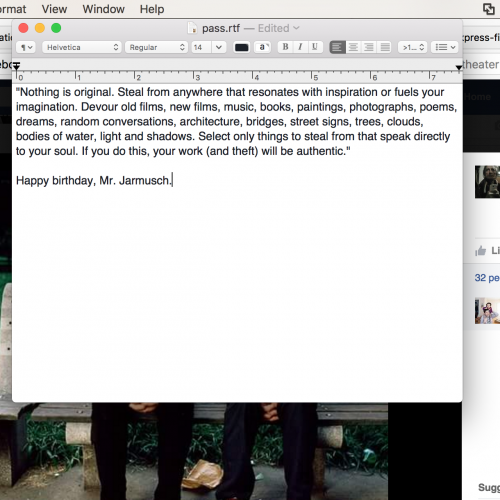 ormat View Window Help
pass.rtf — Edited
Helvetica Regular 14 B I U >1...
0 1 2 3 4 5 6 7
"Nothing is original. Steal from anywhere that resonates with inspiration or fuels your
imagination. Devour old films, new films, music, books, paintings, photographs, poems,
dreams, random conversations, architecture, bridges, street signs, trees, clouds,
bodies of water, light and shadows. Select only things to steal from that speak directly
to your soul. If you do this, your work (and theft) will be authentic."
Happy birthday, Mr. Jarmusch.
theater
Li
32 pe
Sugg